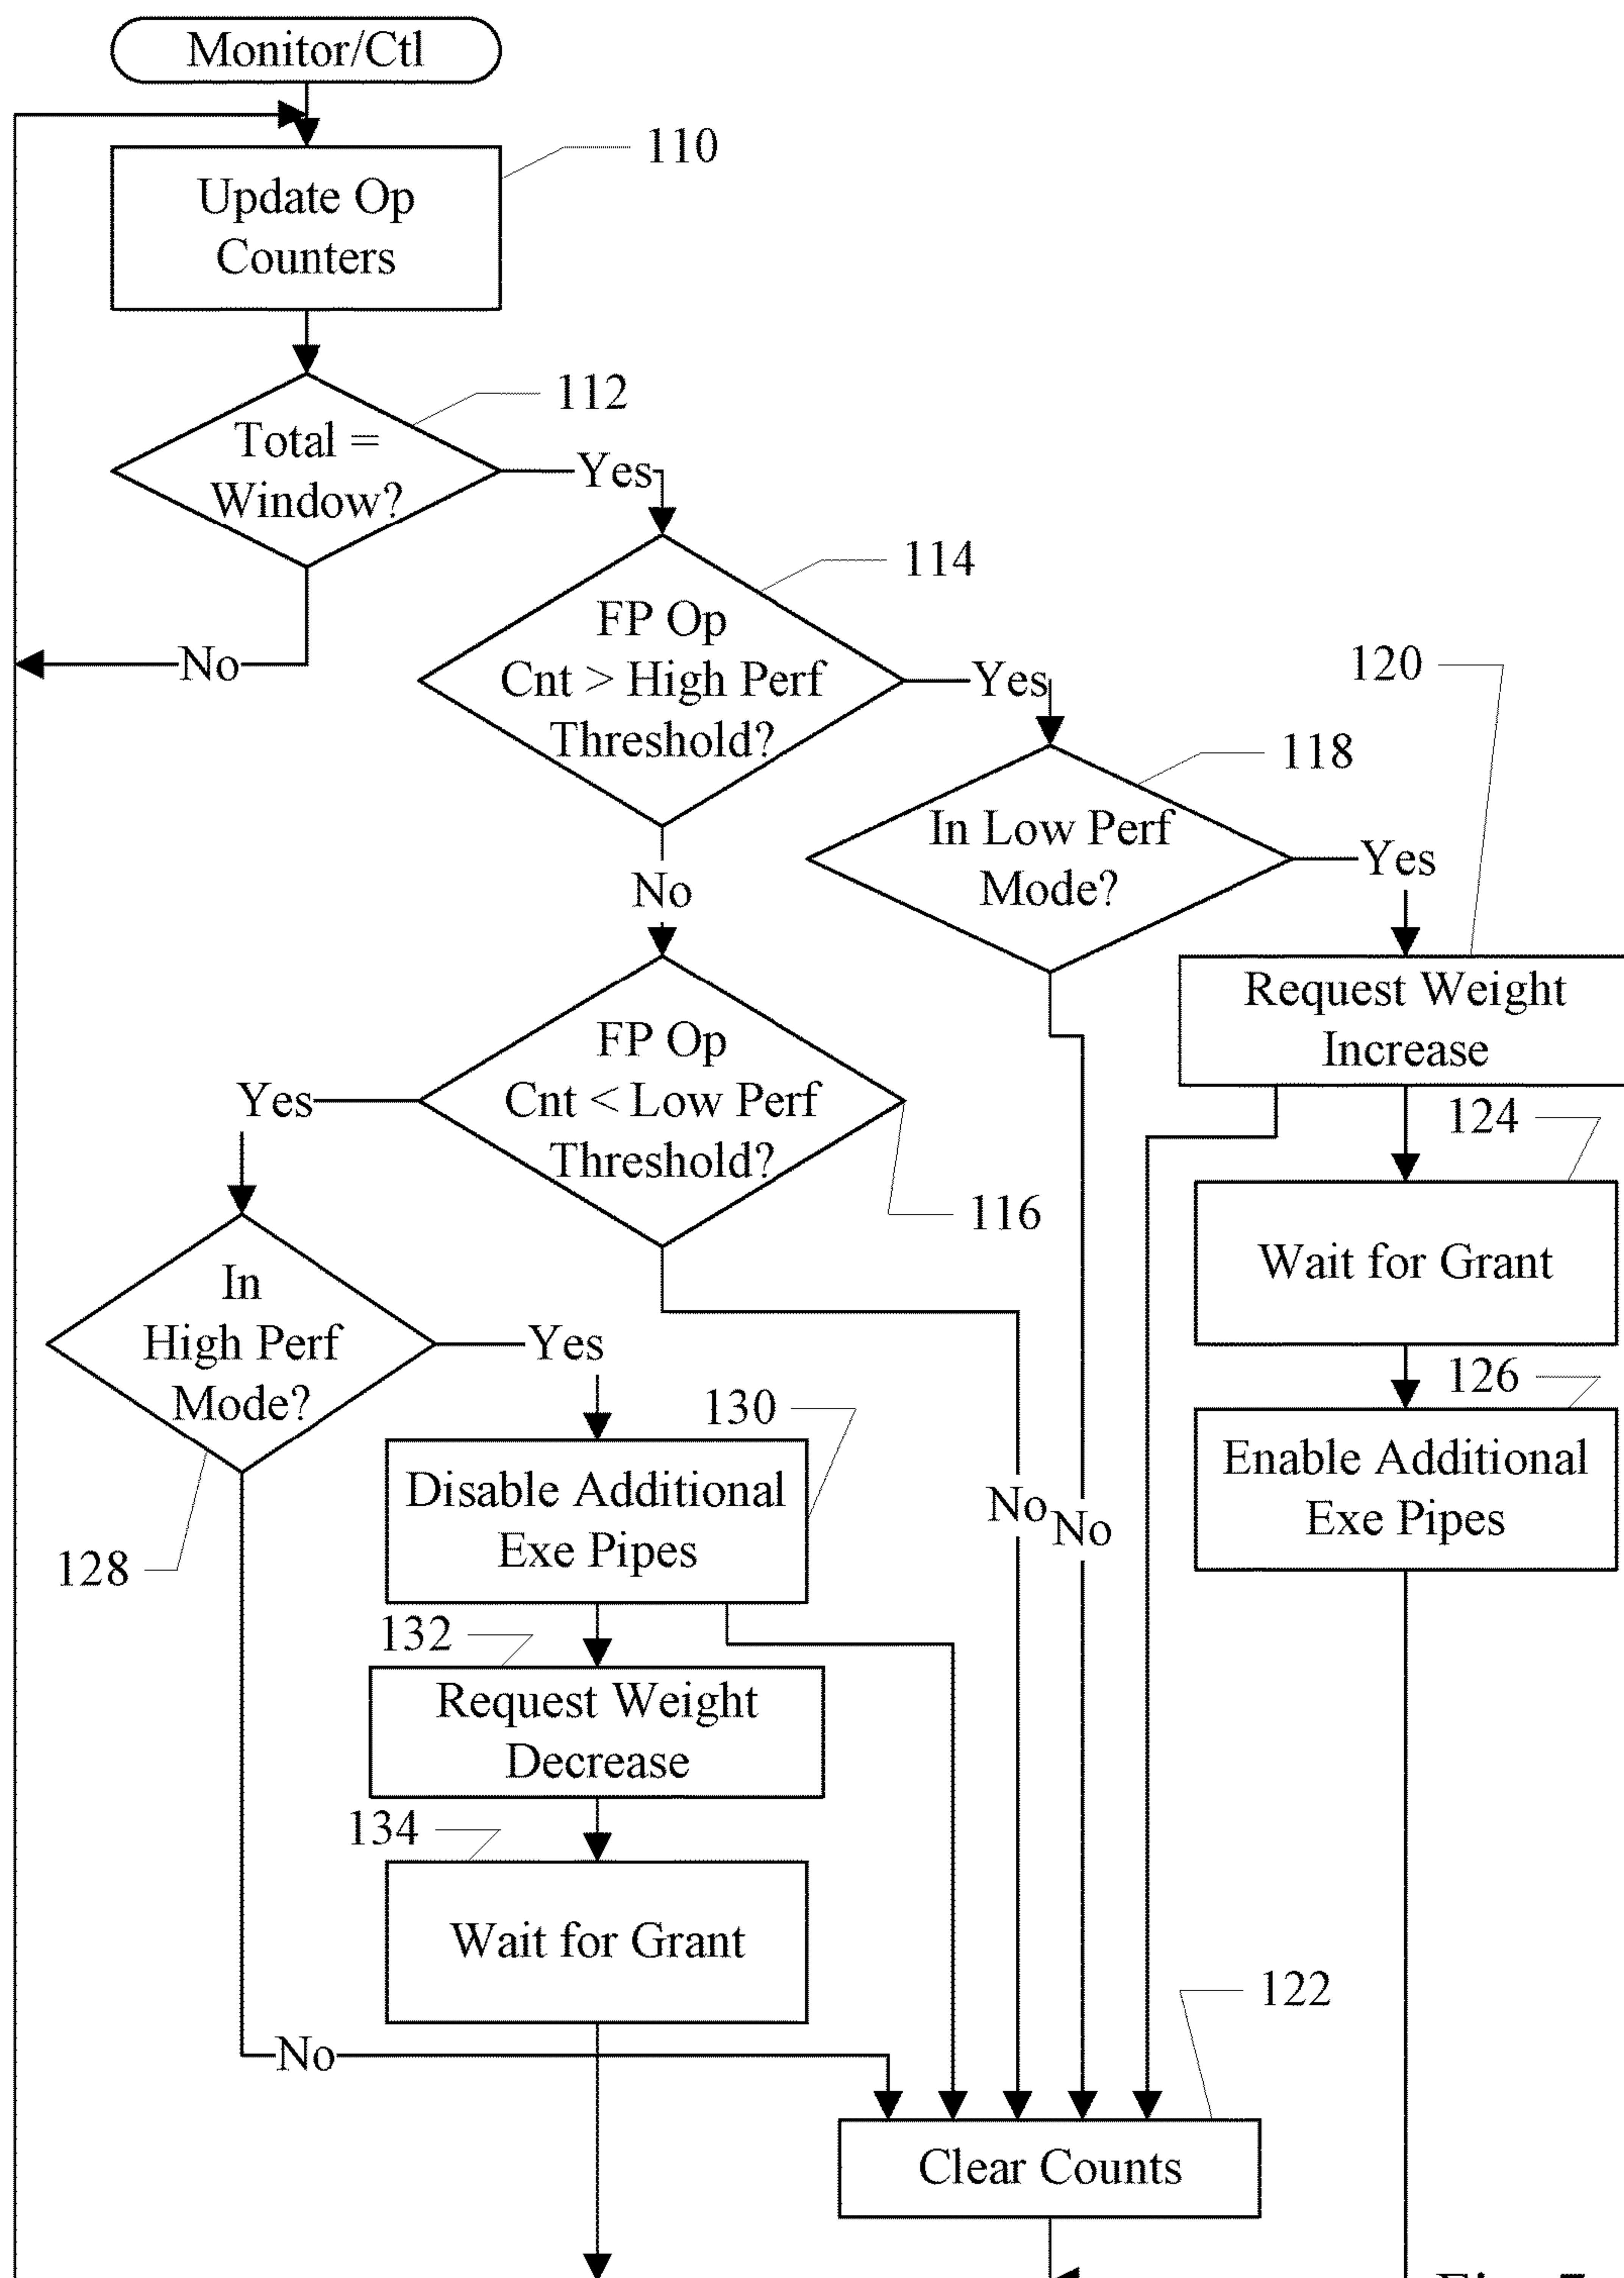 Monitor/Ctl
110
Update Op
Counters
112
Total =
Window?
Yes
No
114
FP Op
Cnt > High Perf
Threshold?
Yes
No
118
In Low Perf
Mode?
Yes
120
Request Weight
Increase
124
Wait for Grant
126
Enable Additional
Exe Pipes
FP Op
Cnt < Low Perf
Threshold?
Yes
116
In
High Perf
Mode?
Yes
128
130
Disable Additional
Exe Pipes
No
No
132
Request Weight
Decrease
134
Wait for Grant
No
122
Clear Counts